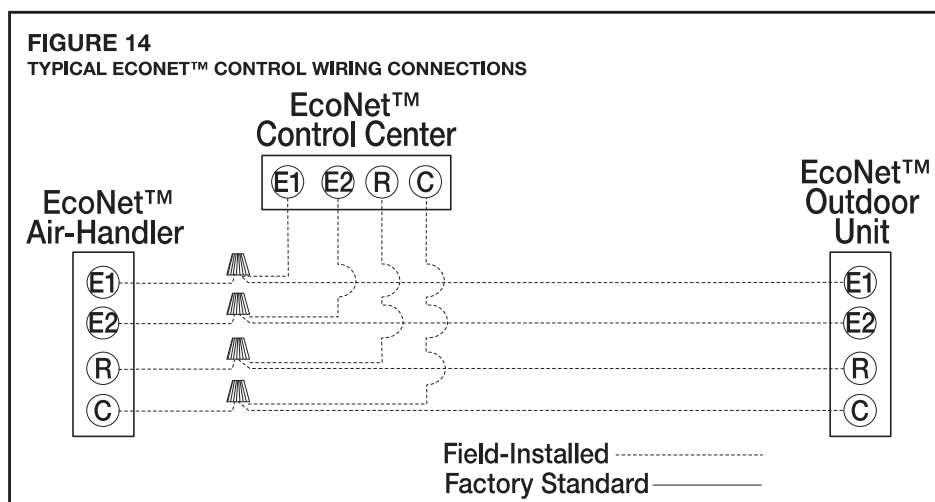 FIGURE 14
TYPICAL ECONET™ CONTROL WIRING CONNECTIONS
EcoNet™
Control Center
E1 E2 R C
EcoNet™
Air-Handler
E1
E2
R
C
EcoNet™
Outdoor
Unit
E1
E2
R
C
Field-Installed
Factory Standard